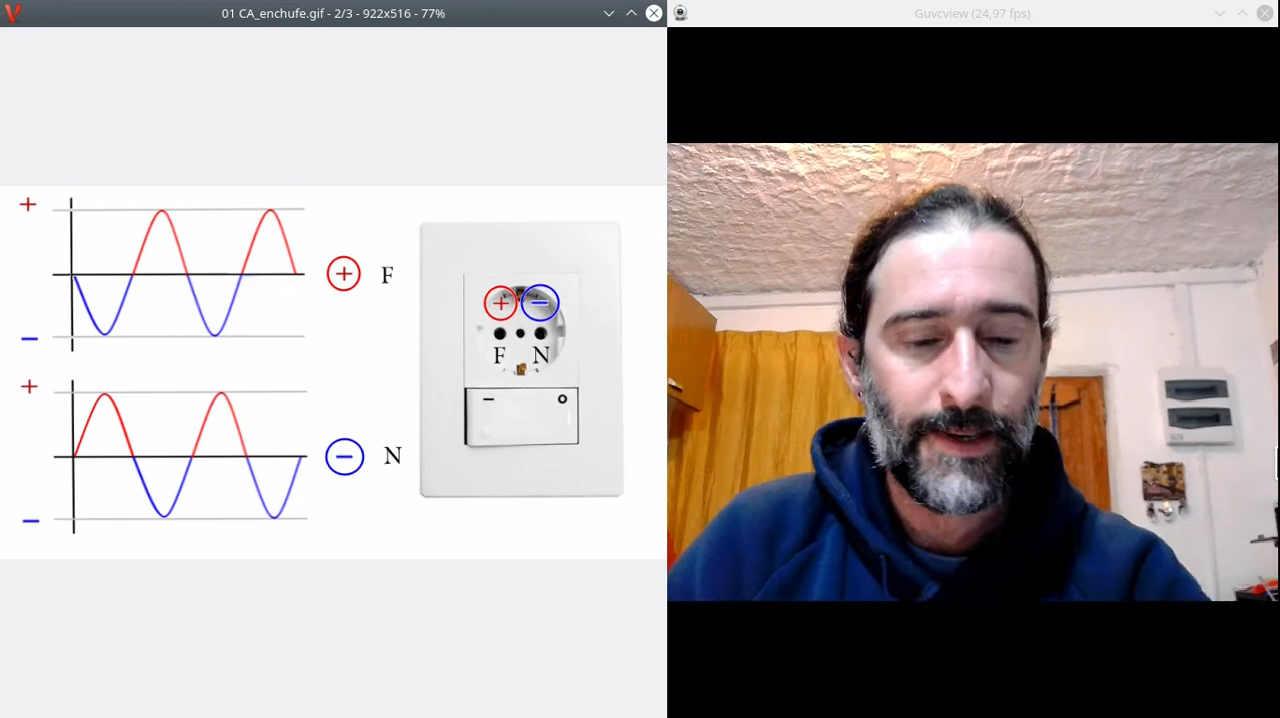 01 CA_enchufe.gif - 2/3 - 922x516 - 77%
Guvcview (24,97 fps)
+
-
+ F
+ -
F N
- o
+
-
- N